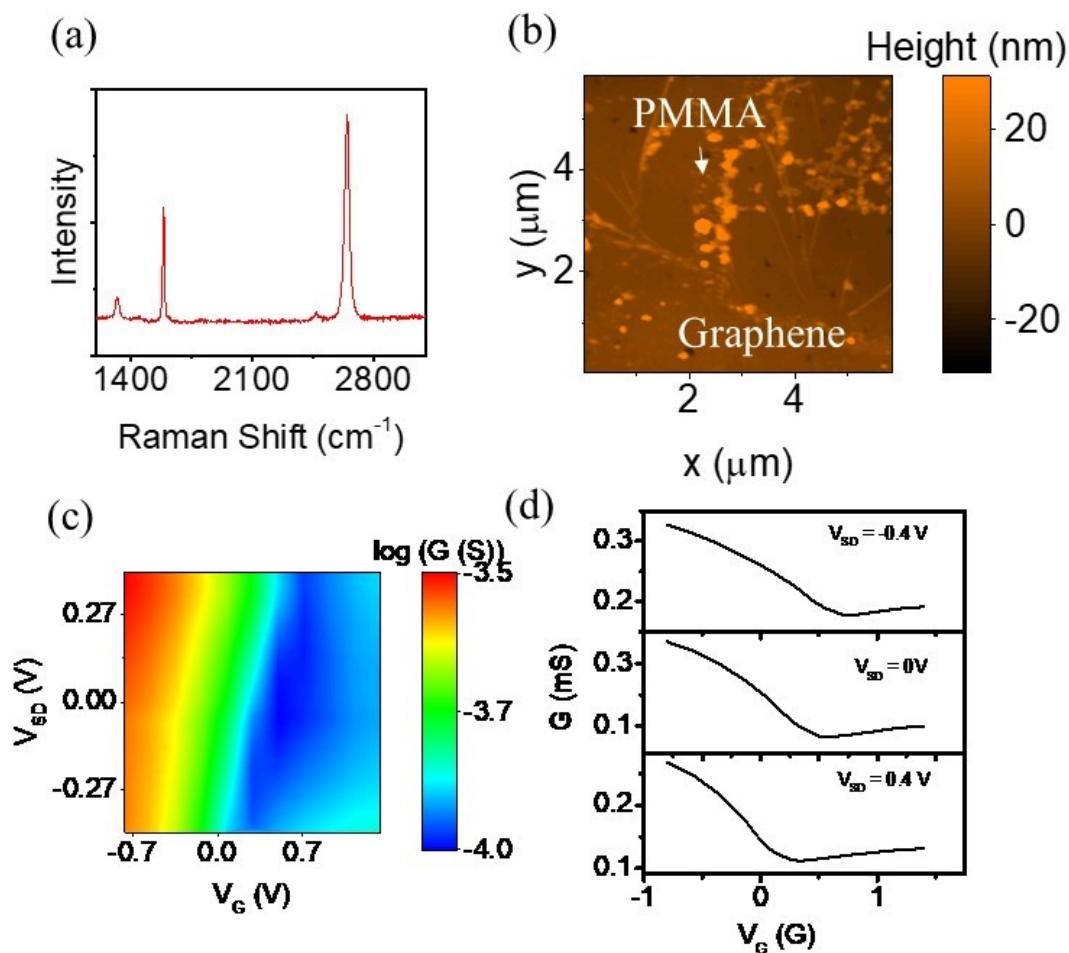 (a)
Intensity
1400 2100 2800
Raman Shift (cm⁻¹)
(b)
Height (nm)
PMMA
Graphene
y (μm)
4
2
2 4
x (μm)
20
0
-20
(c)
log (G (S))
-3.5
-3.7
-4.0
V_SD (V)
0.27
0.00
-0.27
-0.7 0.0 0.7
V_G (V)
(d)
V_SD = -0.4 V
0.3
0.2
V_SD = 0V
0.3
0.1
G (mS)
V_SD = 0.4 V
0.2
0.1
-1 0 1
V_G (G)